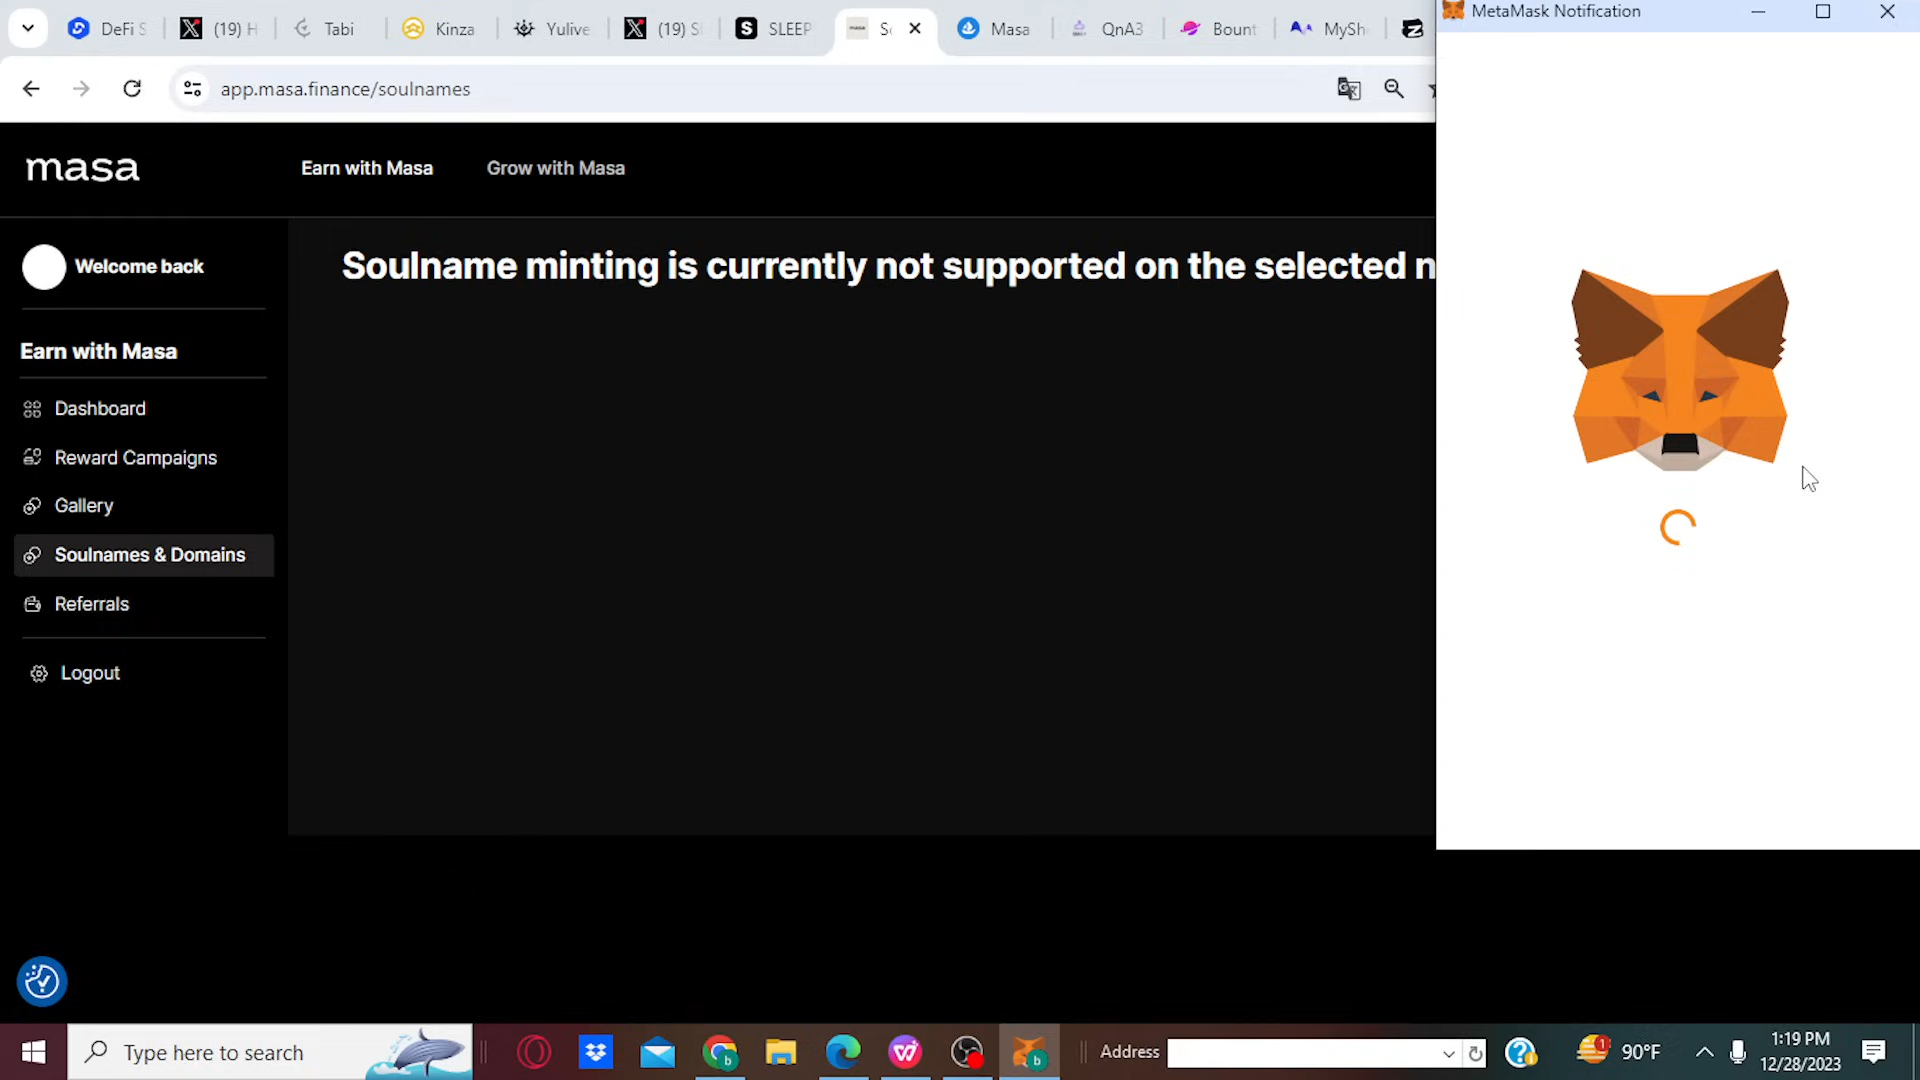 DeFi S
(19) H
Tabi
Kinza
Yulive
(19) S
SLEEP
Masa
QnA3
Bount
MySh
MetaMask Notification
app.masa.finance/soulnames
masa
Earn with Masa
Grow with Masa
Welcome back
Soulname minting is currently not supported on the selected n
Earn with Masa
Dashboard
Reward Campaigns
Gallery
Soulnames & Domains
Referrals
Logout
Type here to search
Address
90°F
1:19 PM
12/28/2023